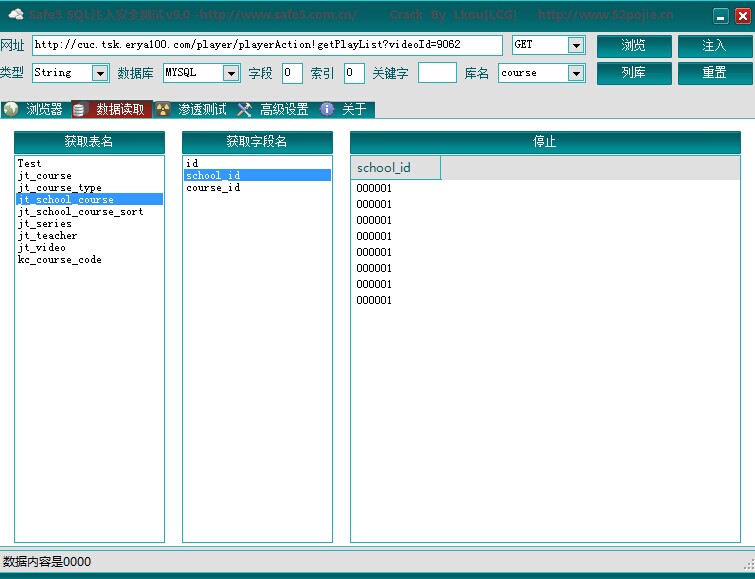 Safe3 SQL注入安全测试 v9.0 http://www.safe3.com.cn/ Crack By Lkou[LCG] http://www.52pojie.cn
网址 http://cuc.tsk.erya100.com/player/playerAction!getPlayList?videoId=9062 GET 浏览 注入
类型 String 数据库 MYSQL 字段 0 索引 0 关键字 库名 course 列库 重置
浏览器 数据读取 渗透测试 高级设置 关于
获取表名 获取字段名 停止
Test
jt_course
jt_course_type
jt_school_course
jt_school_course_sort
jt_series
jt_teacher
jt_video
kc_course_code
id
school_id
course_id
school_id
000001
000001
000001
000001
000001
000001
000001
000001
数据内容是0000